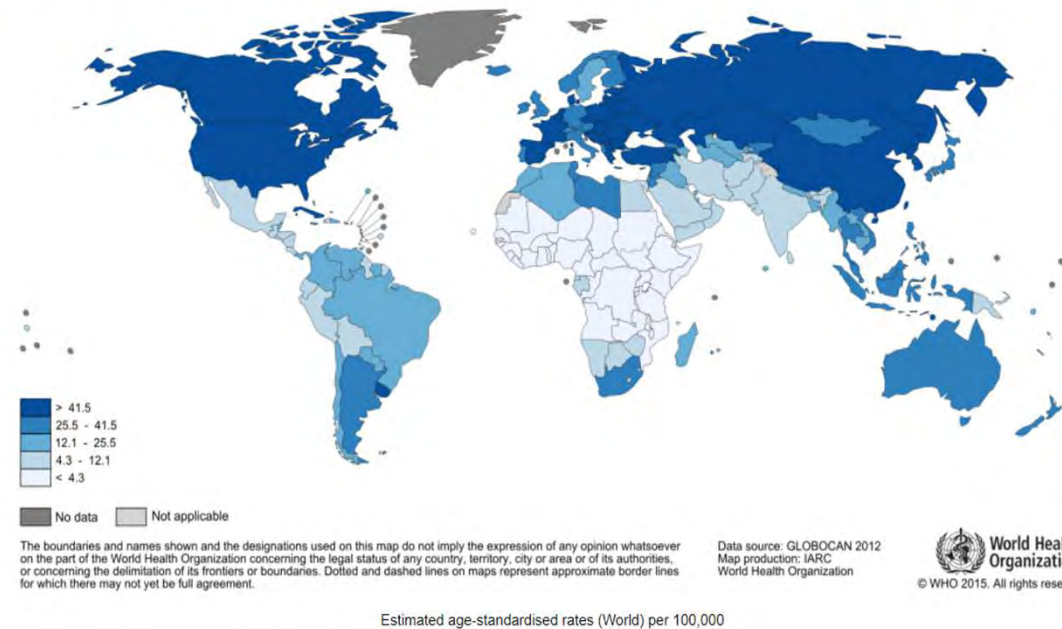 > 41.5
25.5 - 41.5
12.1 - 25.5
4.3 - 12.1
< 4.3
No data
Not applicable
The boundaries and names shown and the designations used on this map do not imply the expression of any opinion whatsoever
on the part of the World Health Organization concerning the legal status of any country, territory, city or area or of its authorities,
or concerning the delimitation of its frontiers or boundaries. Dotted and dashed lines on maps represent approximate border lines
for which there may not yet be full agreement.
Data source: GLOBOCAN 2012
Map production: IARC
World Health Organization
World Hea
Organizati
© WHO 2015. All rights rese
Estimated age-standardised rates (World) per 100,000